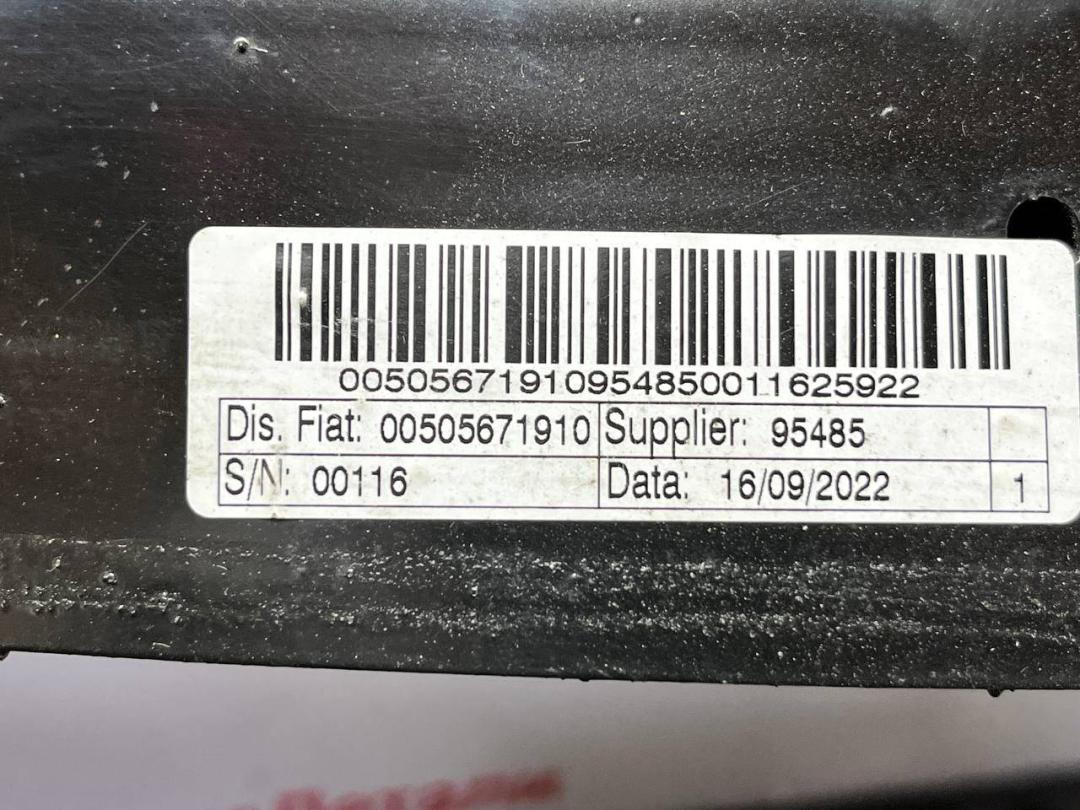 00505671910954850011625922
Dis. Fiat: 00505671910 Supplier: 95485
S/N: 00116 Data: 16/09/2022 1